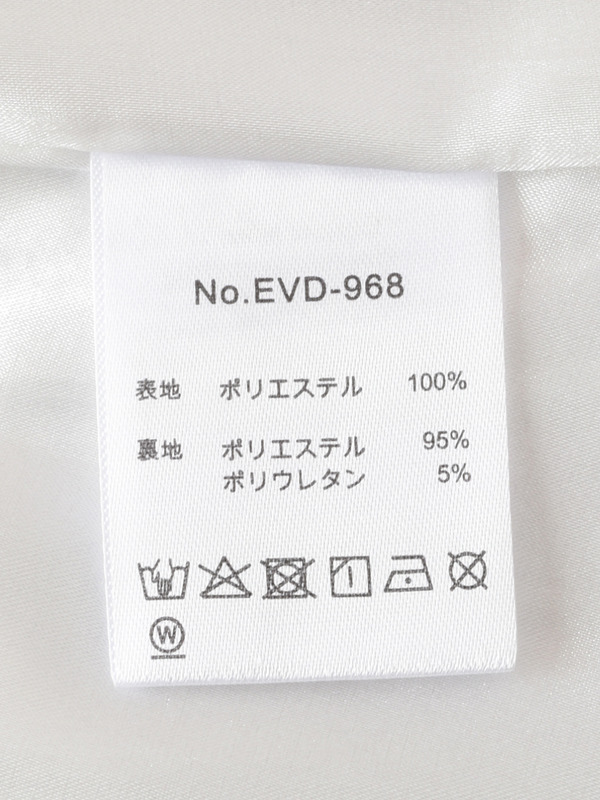 No.EVD-968
表地 ポリエステル 100%
裏地 ポリエステル 95%
ポリウレタン 5%
W